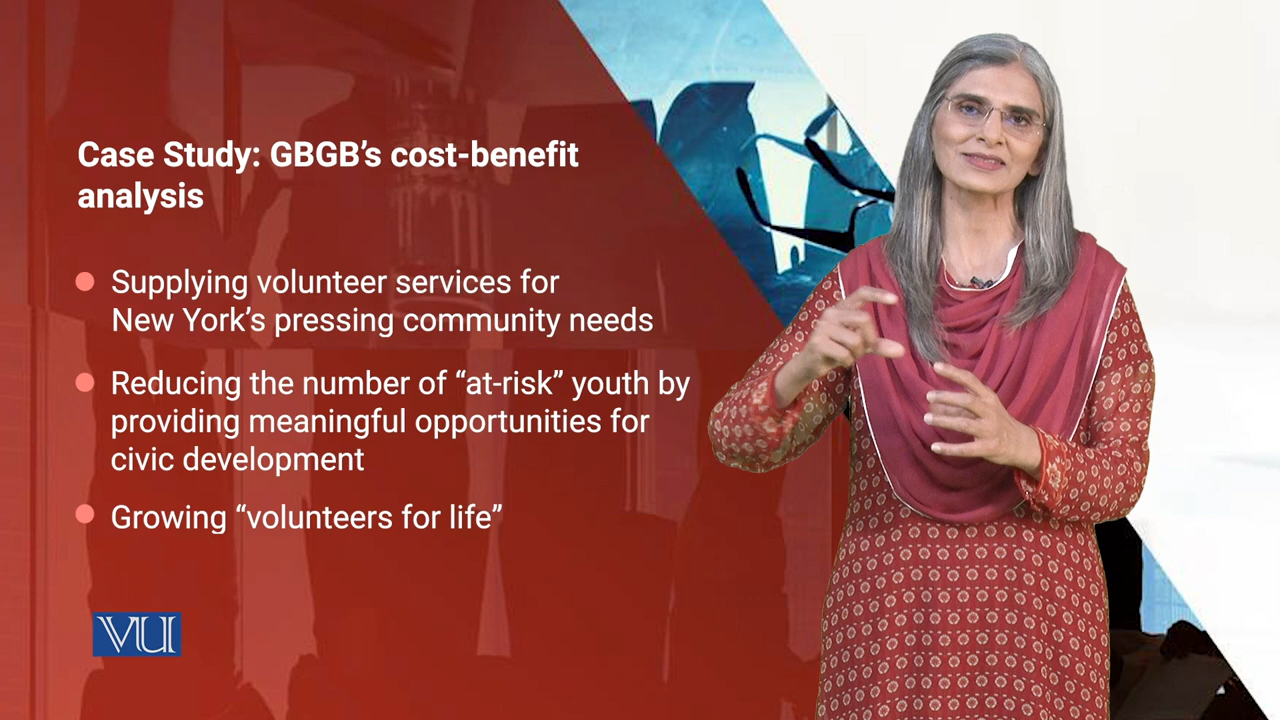 Case Study: GBGB’s cost-benefit
analysis
Supplying volunteer services for
New York’s pressing community needs
Reducing the number of “at-risk” youth by
providing meaningful opportunities for
civic development
Growing “volunteers for life”
VU